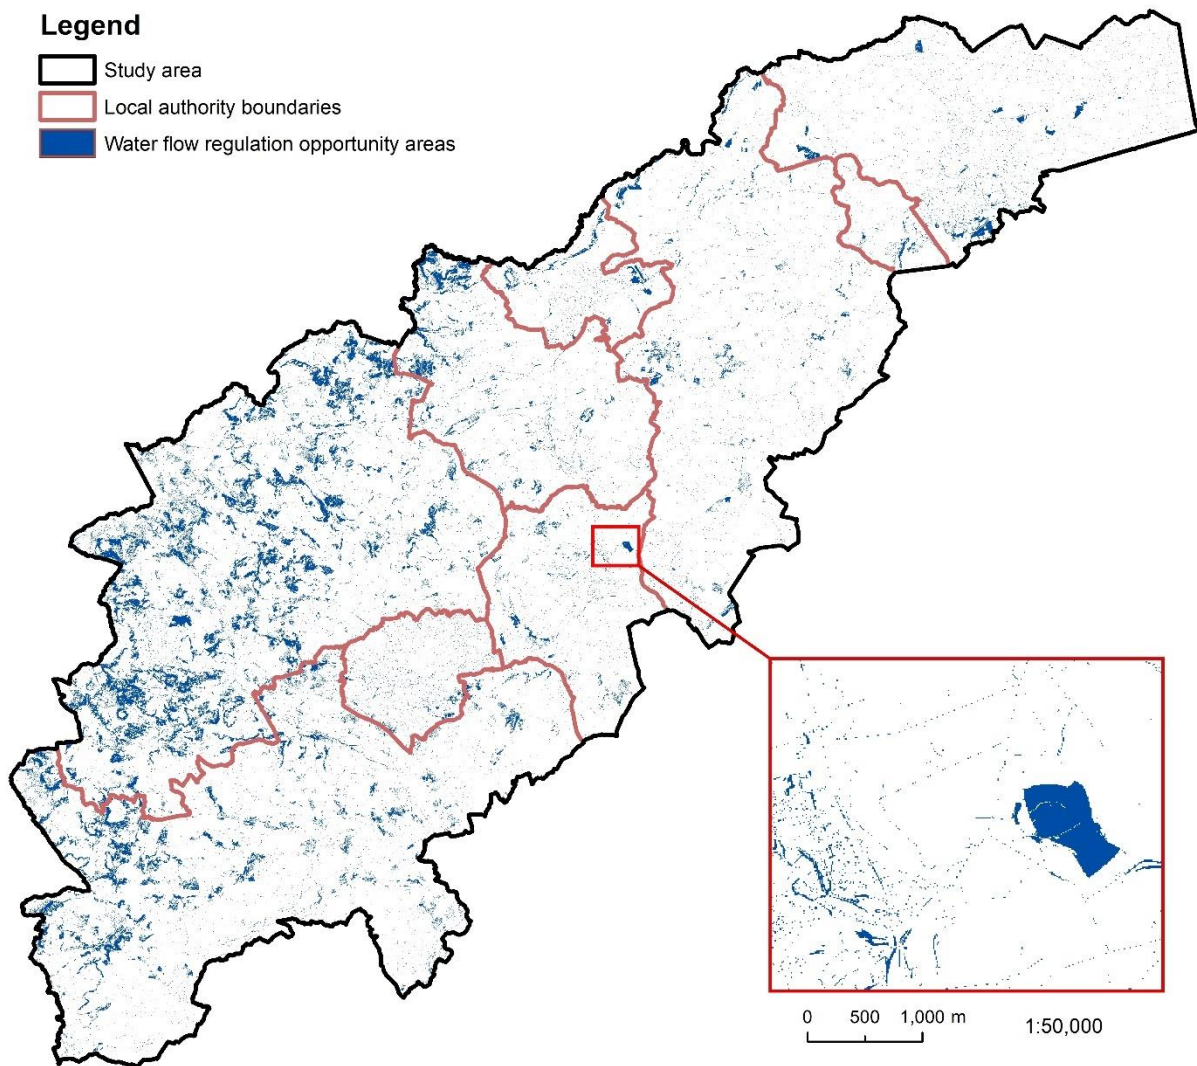 Legend
Study area
Local authority boundaries
Water flow regulation opportunity areas
0 500 1,000 m
1:50,000